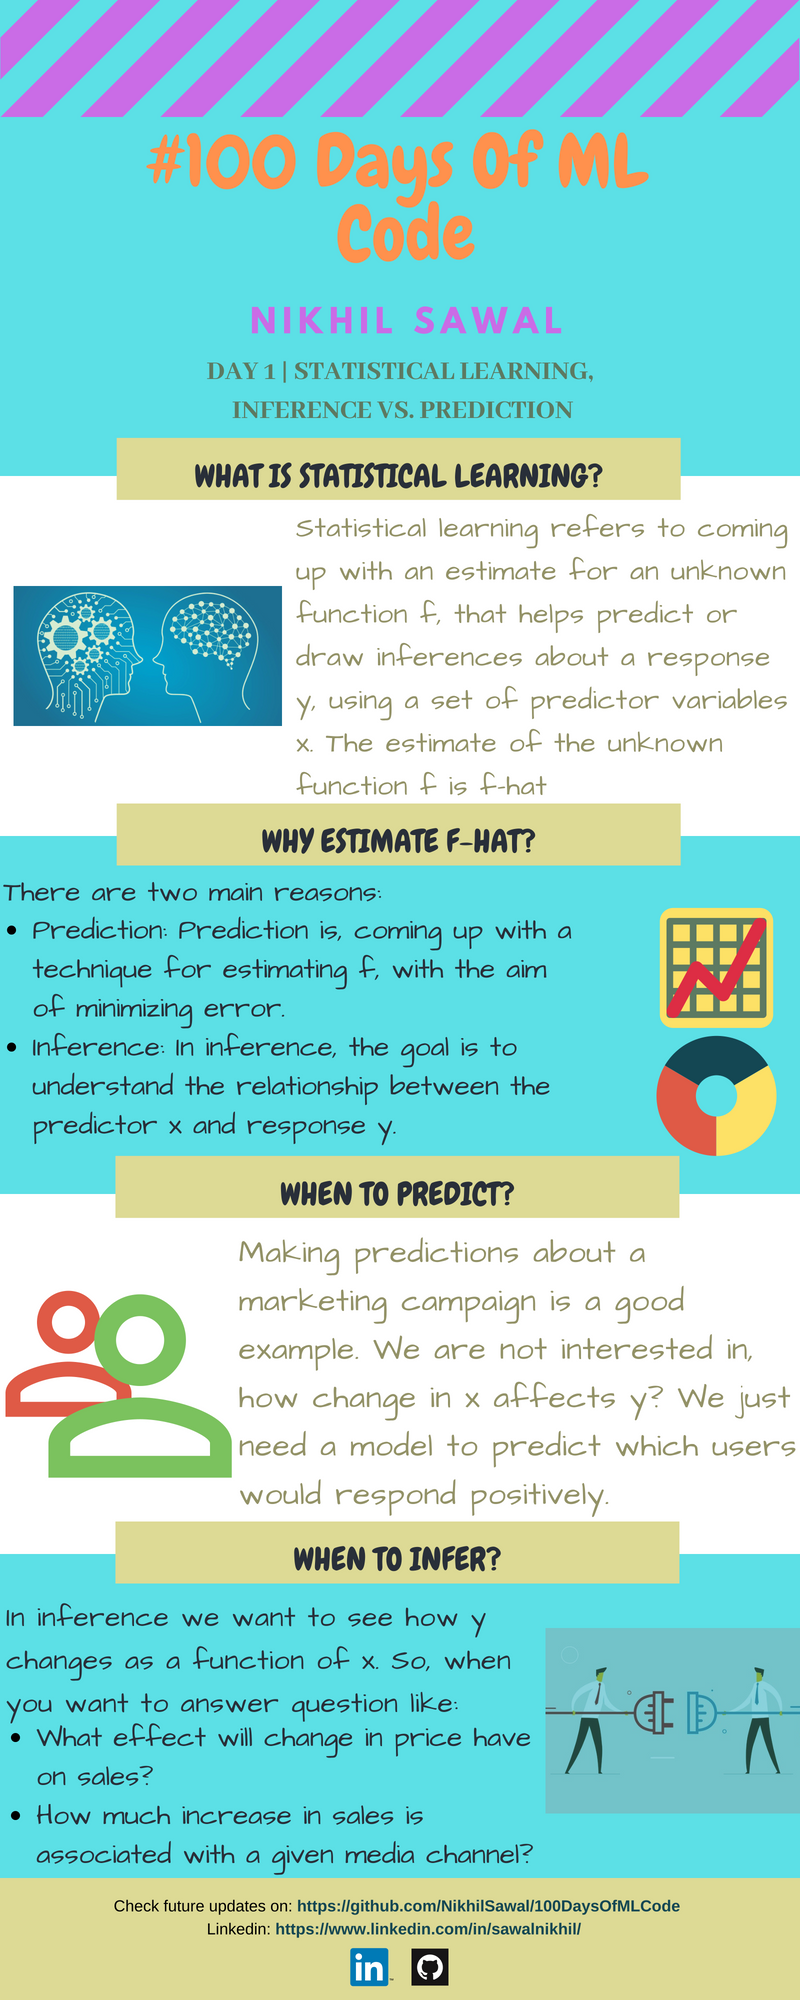 #100 Days Of ML
Code
NIKHIL SAWAL
DAY 1 | STATISTICAL LEARNING,
INFERENCE VS. PREDICTION
WHAT IS STATISTICAL LEARNING?
Statistical learning refers to coming
up with an estimate for an unknown
function f, that helps predict or
draw inferences about a response
y, using a set of predictor variables
x. The estimate of the unknown
function f is f-hat
WHY ESTIMATE F-HAT?
There are two main reasons:
• Prediction: Prediction is, coming up with a
technique for estimating f, with the aim
of minimizing error.
• Inference: In inference, the goal is to
understand the relationship between the
predictor x and response y.
WHEN TO PREDICT?
Making predictions about a
marketing campaign is a good
example. We are not interested in,
how change in x affects y? We just
need a model to predict which users
would respond positively.
WHEN TO INFER?
In inference we want to see how y
changes as a function of x. So, when
you want to answer question like:
• What effect will change in price have
on sales?
• How much increase in sales is
associated with a given media channel?
Check future updates on: https://github.com/NikhilSawal/100DaysOfMLCode
Linkedin: https://www.linkedin.com/in/sawalnikhil/
in